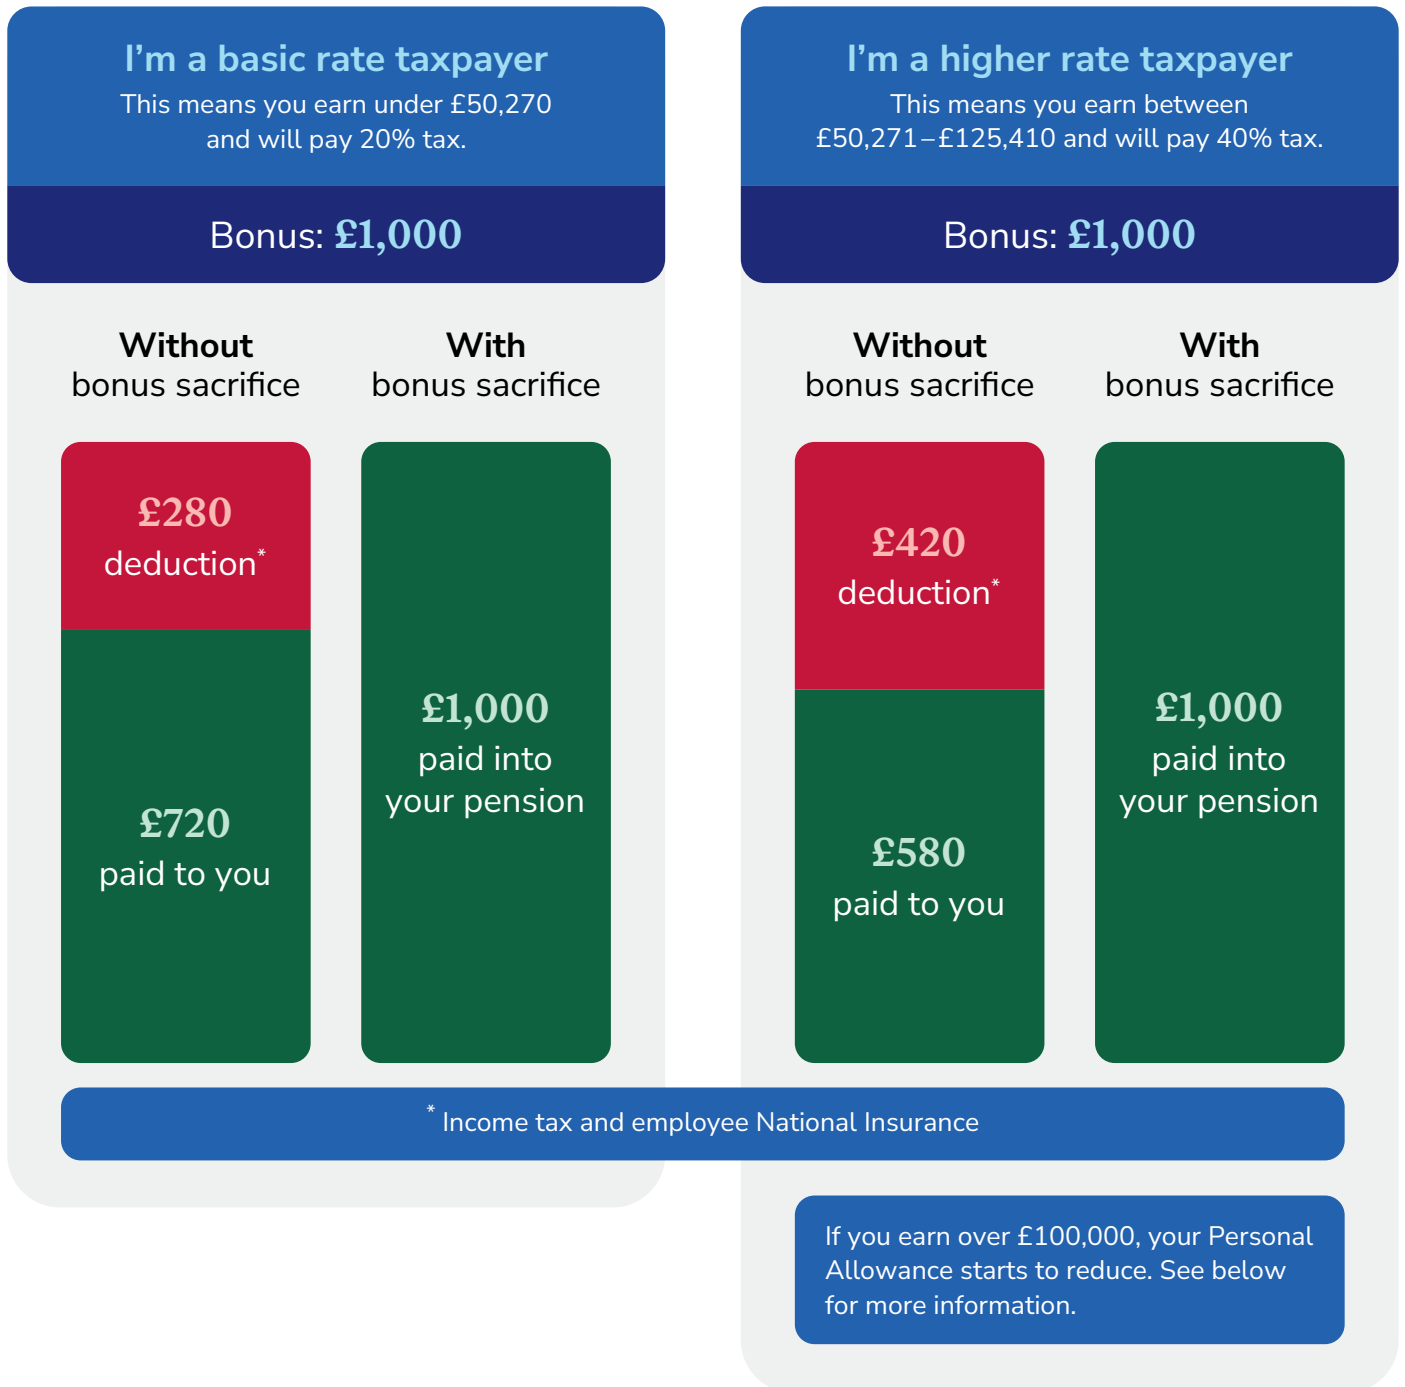 I’m a basic rate taxpayer
This means you earn under £50,270
and will pay 20% tax.
Bonus: £1,000
Without
bonus sacrifice
With
bonus sacrifice
£280
deduction*
£720
paid to you
£1,000
paid into
your pension
I’m a higher rate taxpayer
This means you earn between
£50,271–£125,410 and will pay 40% tax.
Bonus: £1,000
Without
bonus sacrifice
With
bonus sacrifice
£420
deduction*
£580
paid to you
£1,000
paid into
your pension
* Income tax and employee National Insurance
If you earn over £100,000, your Personal
Allowance starts to reduce. See below
for more information.